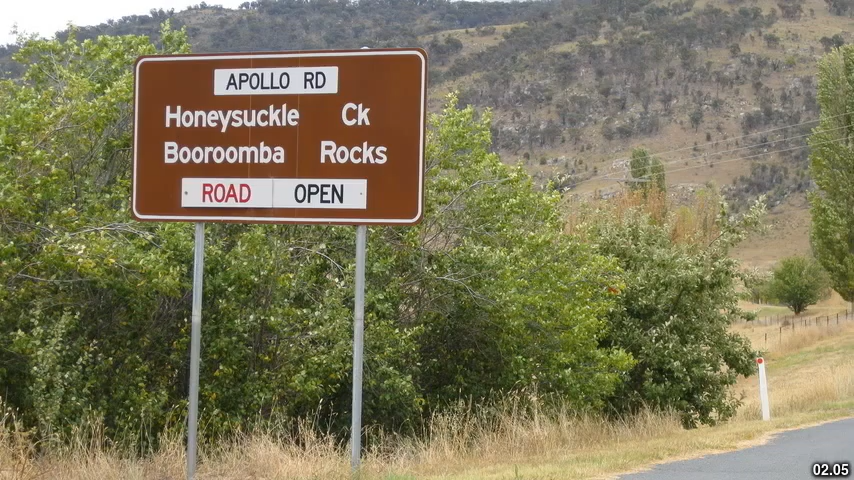 APOLLO RD
Honeysuckle Ck
Booroomba Rocks
ROAD OPEN
02.05